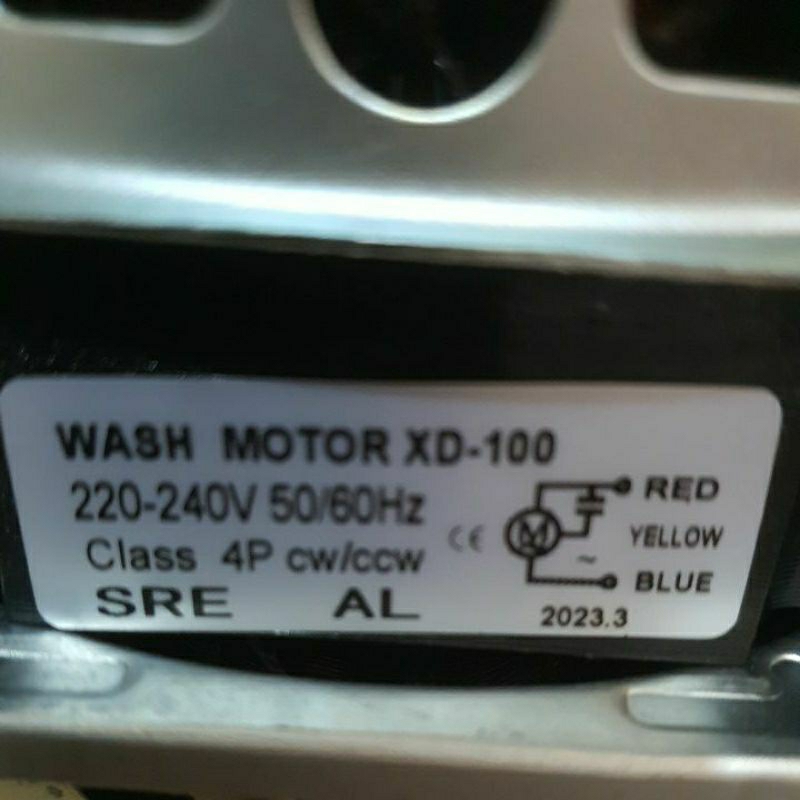 WASH MOTOR XD-100
220-240V 50/60Hz
Class 4P cw/ccw
SRE AL
CE
M
~
RED
YELLOW
BLUE
2023.3